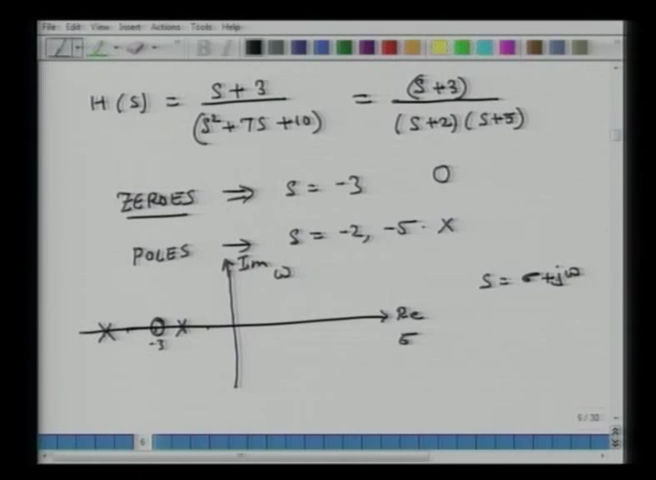 File Edit View Insert Actions Tools Help
H(s) = s+3 / (s²+7s+10) = (s+3) / (s+2)(s+5)
ZEROES ⇒ s = -3 O
POLES → s = -2, -5. X
Im ω
s = σ+jω
Re
-3
σ
6